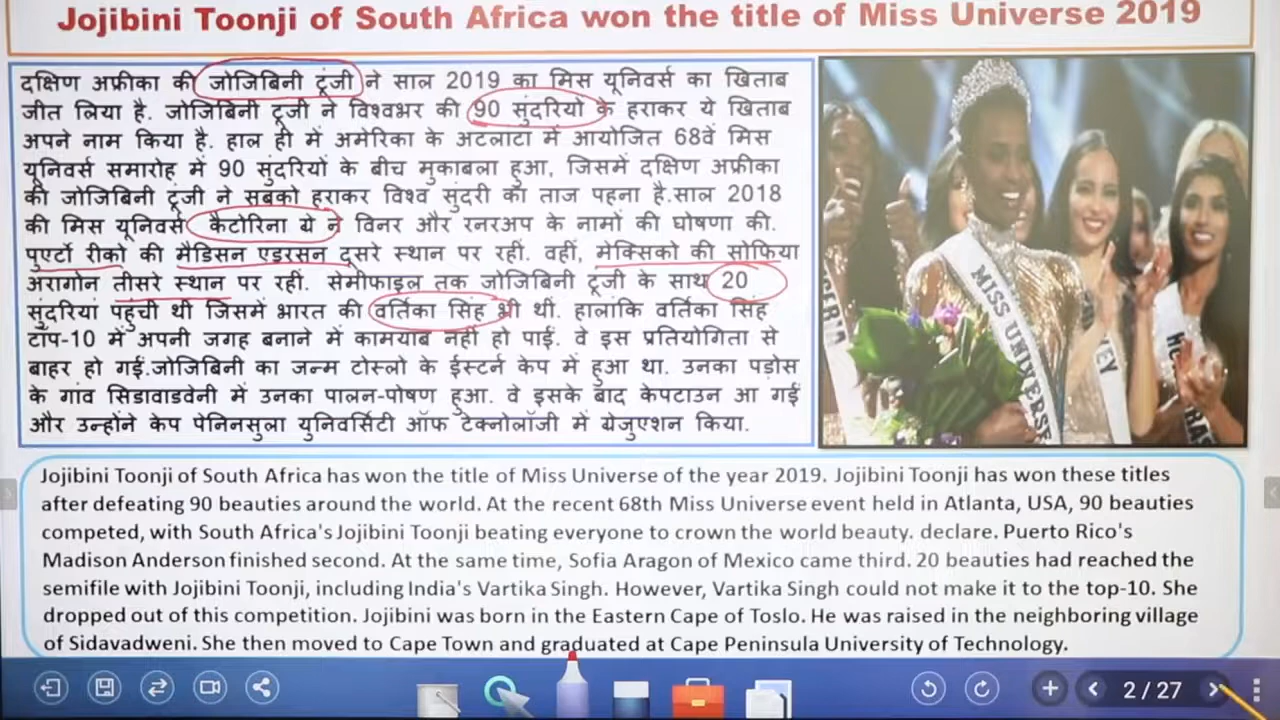 Jojibini Toonji of South Africa won the title of Miss Universe 2019
दक्षिण अफ्रीका की जोजिबिनी टूंजी ने साल 2019 का मिस यूनिवर्स का खिताब
जीत लिया है. जोजिबिनी टूंजी ने विश्वभर की 90 सुंदरियों के हराकर ये खिताब
अपने नाम किया है. हाल ही में अमेरिका के अटलांटा में आयोजित 68वें मिस
यूनिवर्स समारोह में 90 सुंदरियों के बीच मुकाबला हुआ, जिसमें दक्षिण अफ्रीका
की जोजिबिनी टूंजी ने सबको हराकर विश्व सुंदरी का ताज पहना है.साल 2018
की मिस यूनिवर्स कैटोरिना ग्रे ने विनर और रनरअप के नामों की घोषणा की.
पुएर्टो रीको की मैडिसन एंडरसन दूसरे स्थान पर रहीं. वहीं, मेक्सिको की सोफिया
अरागोन तीसरे स्थान पर रहीं. सेमीफाइल तक जोजिबिनी टूंजी के साथ 20
सुंदरियां पहुंची थी जिसमें भारत की वर्तिका सिंह भी थीं. हालांकि वर्तिका सिंह
टॉप-10 में अपनी जगह बनाने में कामयाब नहीं हो पाईं. वे इस प्रतियोगिता से
बाहर हो गईं.जोजिबिनी का जन्म टोस्लो के ईस्टर्न केप में हुआ था. उनका पड़ोस
के गांव सिडावाडवेनी में उनका पालन-पोषण हुआ. वे इसके बाद केपटाउन आ गईं
और उन्होंने केप पेनिनसुला युनिवर्सिटी ऑफ टेक्नोलॉजी में ग्रेजुएशन किया.
MISS UNIVERSE
EY
RAS
Jojibini Toonji of South Africa has won the title of Miss Universe of the year 2019. Jojibini Toonji has won these titles
after defeating 90 beauties around the world. At the recent 68th Miss Universe event held in Atlanta, USA, 90 beauties
competed, with South Africa's Jojibini Toonji beating everyone to crown the world beauty. declare. Puerto Rico's
Madison Anderson finished second. At the same time, Sofia Aragon of Mexico came third. 20 beauties had reached the
semifile with Jojibini Toonji, including India's Vartika Singh. However, Vartika Singh could not make it to the top-10. She
dropped out of this competition. Jojibini was born in the Eastern Cape of Toslo. He was raised in the neighboring village
of Sidavadweni. She then moved to Cape Town and graduated at Cape Peninsula University of Technology.
2 / 27